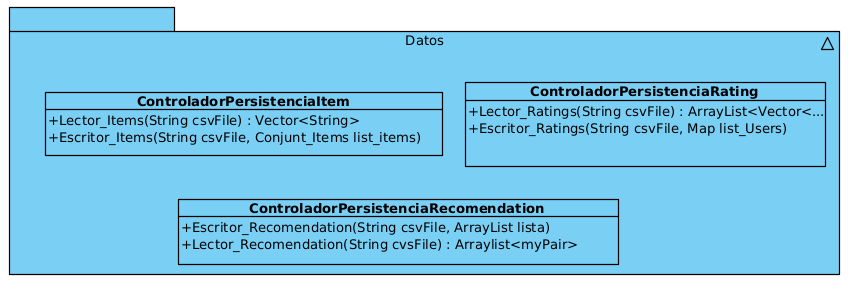 Datos
ControladorPersistenciaItem
+Lector_Items(String csvFile) : Vector<String>
+Escritor_Items(String csvFile, Conjunt_Items list_items)
ControladorPersistenciaRating
+Lector_Ratings(String csvFile) : ArrayList<Vector<...
+Escritor_Ratings(String csvFile, Map list_Users)
ControladorPersistenciaRecomendation
+Escritor_Recomendation(String csvFile, ArrayList lista)
+Lector_Recomendation(String cvsFile) : Arraylist<myPair>